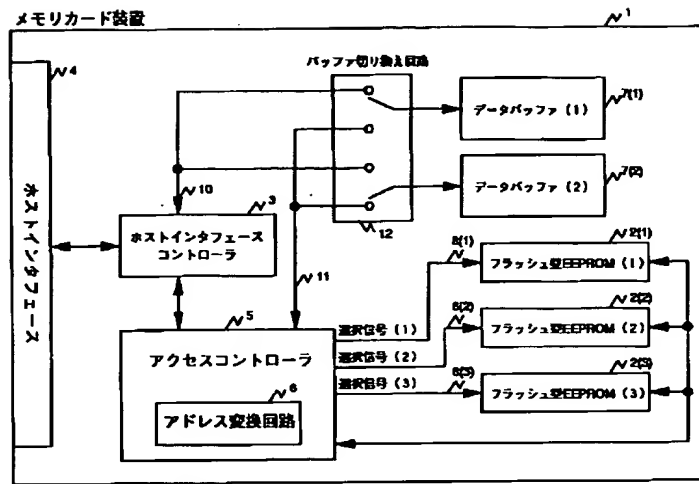 メモリカード装置
1
4
バッファ切り換え回路
データバッファ (1)
7(1)
データバッファ (2)
7(2)
12
10
3
ホストインタフェース
ホストインタフェース
コントローラ
11
5
アクセスコントローラ
6
アドレス変換回路
選択信号 (1)
選択信号 (2)
選択信号 (3)
8(1)
8(2)
8(3)
フラッシュ型EEPROM (1)
2(1)
フラッシュ型EEPROM (2)
2(2)
フラッシュ型EEPROM (3)
2(3)